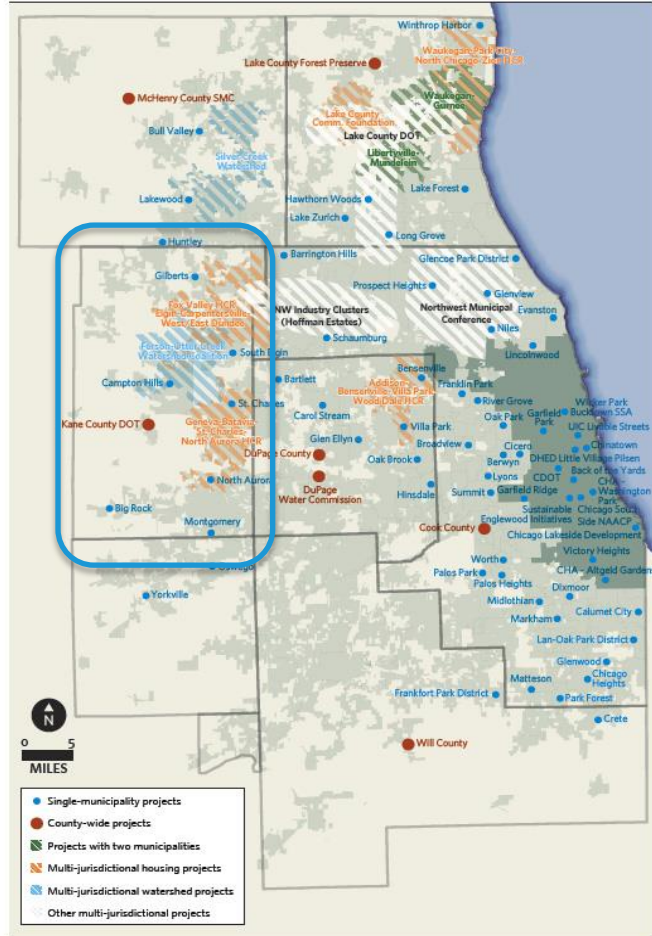 Winthrop Harbor
Lake County Forest Preserve
Waukegan-Park City-
North Chicago-Zion DER
McHenry County SMC
Waukegan-
Gurnee
Lake County
Comm. Foundation
Bull Valley
Lake County DOT
Silver Creek
Watershed
Libertyville-
Mundelein
Lakewood
Hawthorn Woods
Lake Forest
Lake Zurich
Huntley
Long Grove
Barrington Hills
Glencoe Park District
Gilberts
Prospect Heights
Glenview
Fox Valley HCR
Elgin-Carpentersville-
West/East Dundee
NW Industry Clusters
(Hoffman Estates)
Northwest Municipal
Conference
Evanston
Niles
Schaumburg
Ferson-Otter Creek
Watershed Coalition
South Elgin
Lincolnwood
Bensenville
Campton Hills
Bartlett
Addison-
Bensenville-Villa Park-
Wood Dale HCR
Franklin Park
St. Charles
Carol Stream
River Grove
Garfield
Park
Wicker Park
Bucktown SSA
Kane County DOT
Geneva-Batavia-
St. Charles-
North Aurora HCR
Villa Park
Oak Park
UIC Livable Streets
Glen Ellyn
Broadview
Cicero
Chinatown
DuPage County
Oak Brook
Berwyn
DHED Little Village Pilsen
Back of the Yards
North Aurora
DuPage
Water Commission
Hinsdale
Lyons
CDOT
CHA -
Washington
Park
Summit
Garfield Ridge
Big Rock
Sustainable
Englewood Initiatives
Chicago South
Side NAACP
Montgomery
Cook County
Chicago Lakeside Development
Oswego
Worth
Victory Heights
Palos Park
CHA - Altgeld Gardens
Yorkville
Palos Heights
Dixmoor
Midlothian
Calumet City
Markham
Lan-Oak Park District
Glenwood
Matteson
Chicago
Heights
Frankfort Park District
Park Forest
Crete
Will County
N
0 5
MILES
Single-municipality projects
County-wide projects
Projects with two municipalities
Multi-jurisdictional housing projects
Multi-jurisdictional watershed projects
Other multi-jurisdictional projects